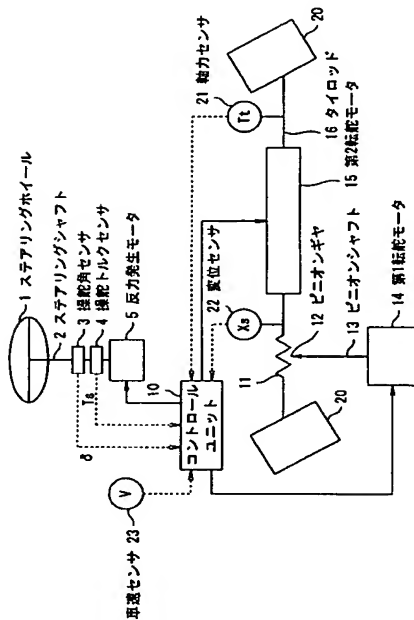 1 ステアリングホイール
2 ステアリングシャフト
3 操舵角センサ
4 操舵トルクセンサ
5 反力発生モータ
Ts
δ
10
コントロール
ユニット
V
車速センサ 23
20
21 軸力センサ
Tt
16 タイロッド
15 第2転舵モータ
22 変位センサ
Xs
12 ピニオンギヤ
11
13 ピニオンシャフト
14 第1転舵モータ
20